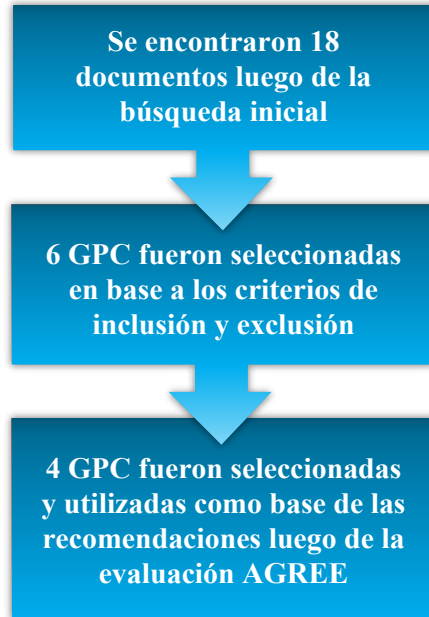 Se encontraron 18
documentos luego de la
búsqueda inicial
6 GPC fueron seleccionadas
en base a los criterios de
inclusión y exclusión
4 GPC fueron seleccionadas
y utilizadas como base de las
recomendaciones luego de la
evaluación AGREE